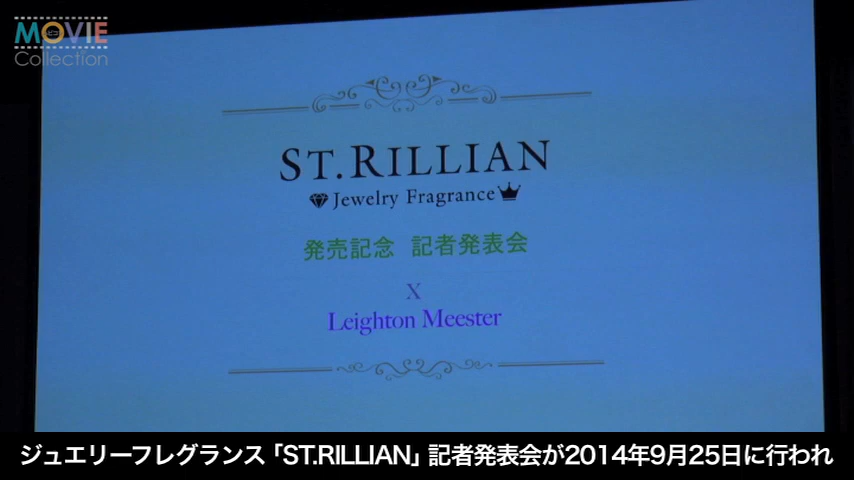 MOVIE
Collection
ST.RILLIAN
Jewelry Fragrance
発売記念 記者発表会
X
Leighton Meester
ジュエリーフレグランス「ST.RILLIAN」記者発表会が2014年9月25日に行われ